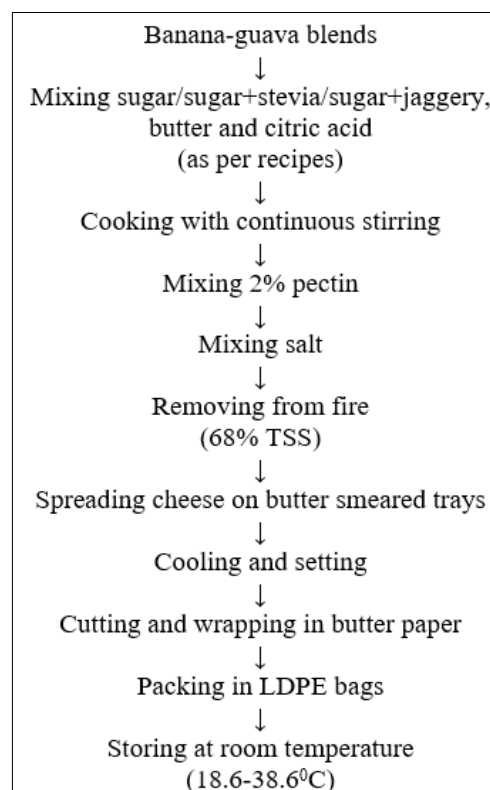 Banana-guava blends
↓
Mixing sugar/sugar+stevia/sugar+jaggery,
butter and citric acid
(as per recipes)
↓
Cooking with continuous stirring
↓
Mixing 2% pectin
↓
Mixing salt
↓
Removing from fire
(68% TSS)
↓
Spreading cheese on butter smeared trays
↓
Cooling and setting
↓
Cutting and wrapping in butter paper
↓
Packing in LDPE bags
↓
Storing at room temperature
(18.6-38.6⁰C)